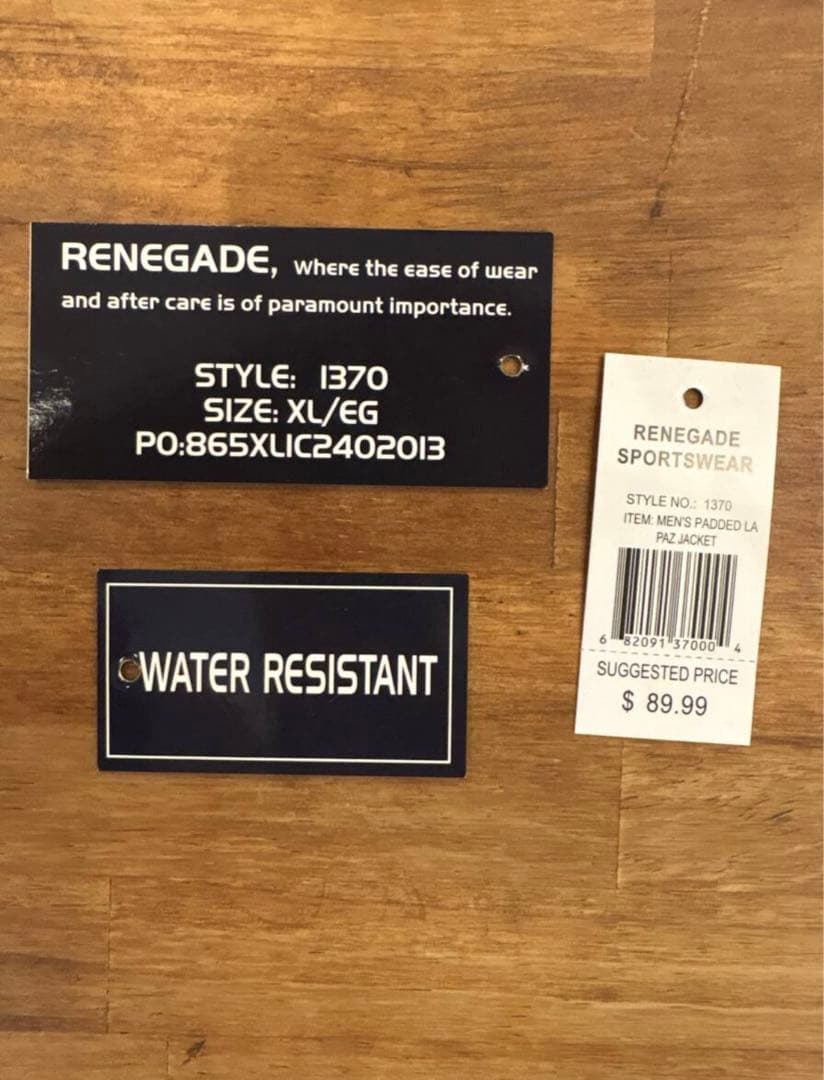 RENEGADE, Where the ease of wear
and after care is of paramount importance.
STYLE: 1370
SIZE: XL/EG
PO:865XLIC2402013
RENEGADE
SPORTSWEAR
STYLE NO.: 1370
ITEM: MEN'S PADDED LA
PAZ JACKET
6 82091 37000 4
SUGGESTED PRICE
$ 89.99
WATER RESISTANT